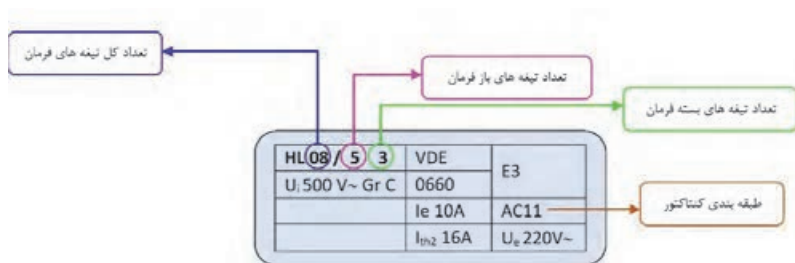 تعداد کل تیغه های فرمان
تعداد تیغه های باز فرمان
تعداد تیغه های بسته فرمان
HL 08 / 5 3 VDE E3
Uᵢ 500 V~ Gr C 0660
Ie 10A AC11
Iₜₕ₂ 16A Uₑ 220V~
طبقه بندی کنتاکتور